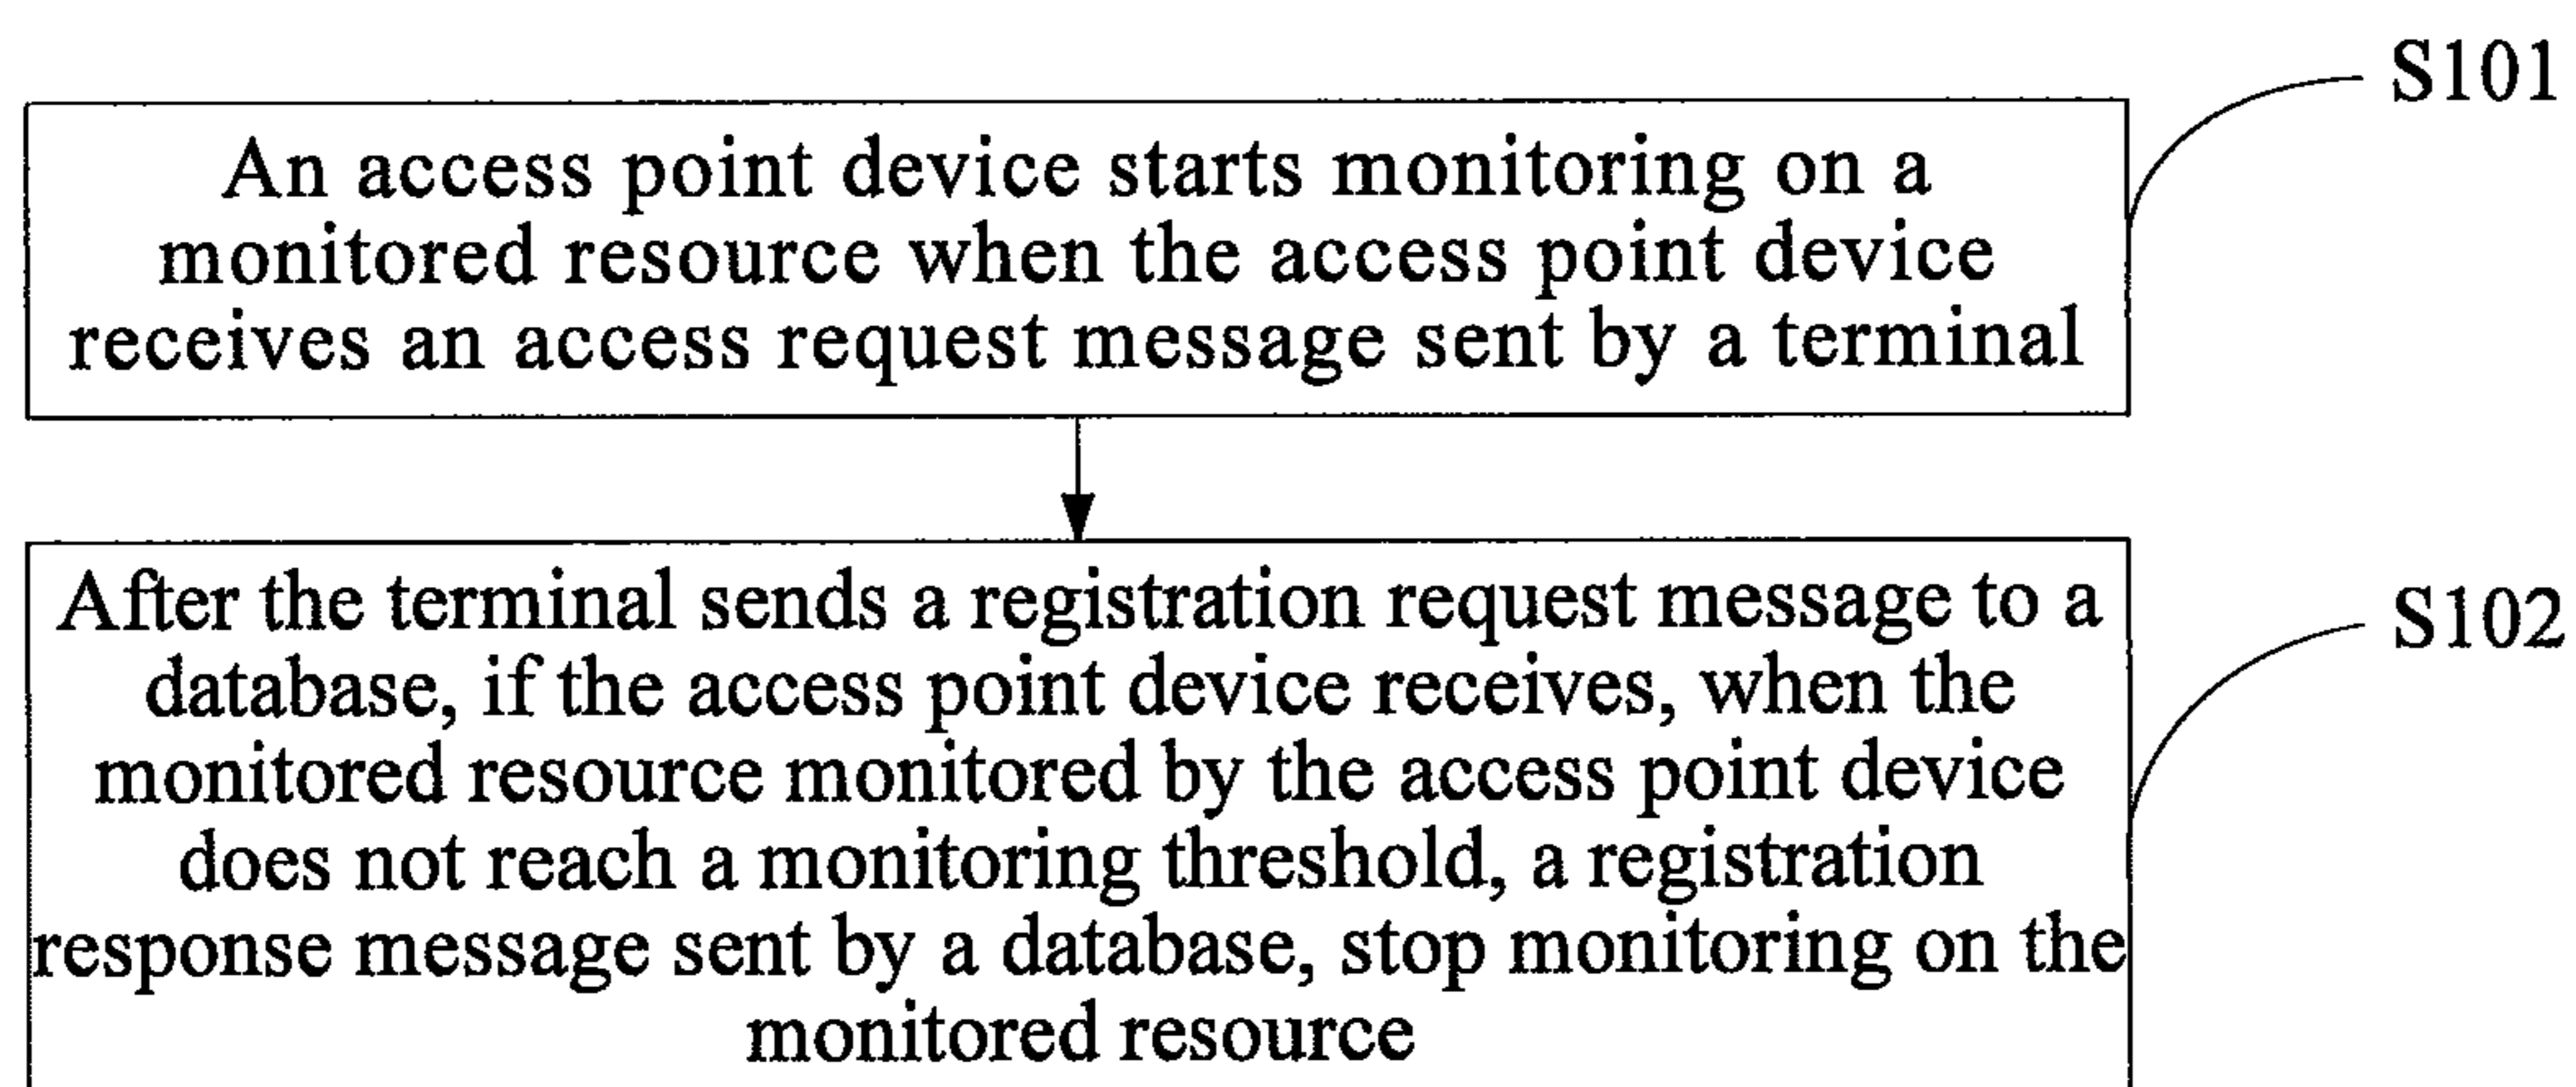 S101
An access point device starts monitoring on a
monitored resource when the access point device
receives an access request message sent by a terminal
After the terminal sends a registration request message to a
S102
database, if the access point device receives, when the
monitored resource monitored by the access point device
does not reach a monitoring threshold, a registration
response message sent by a database, stop monitoring on the
monitored resource